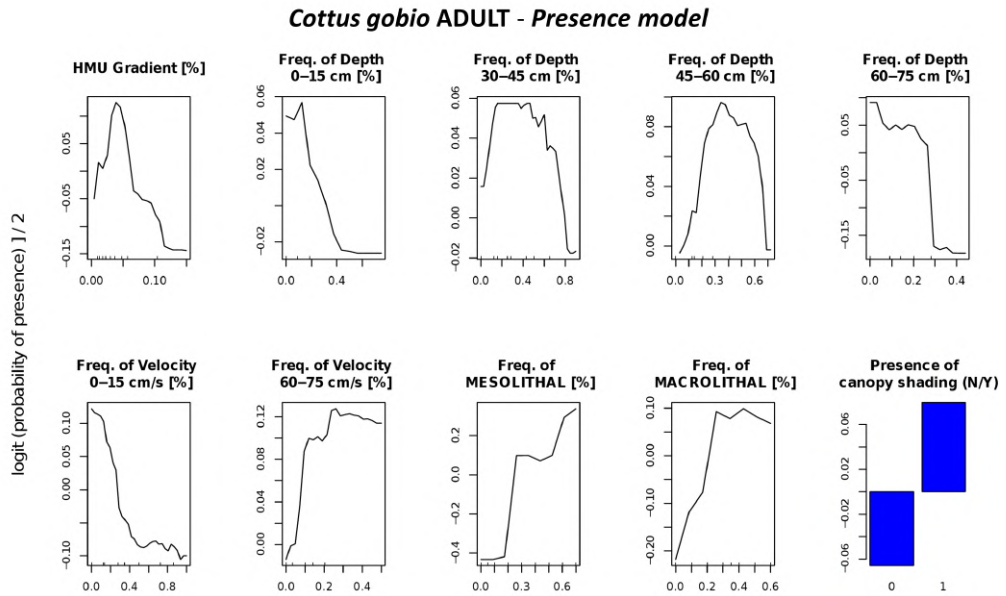 Cottus gobio ADULT - Presence model
logit (probability of presence) ] / 2
HMU Gradient [%]
0.05
-0.05
-0.15
0.00 0.10
Freq. of Depth
0–15 cm [%]
0.06
0.02
-0.02
0.0 0.4
Freq. of Depth
30–45 cm [%]
0.06
0.04
0.02
0.00
-0.02
0.0 0.4 0.8
Freq. of Depth
45–60 cm [%]
0.08
0.04
0.00
0.0 0.3 0.6
Freq. of Depth
60–75 cm [%]
0.05
-0.05
-0.15
0.0 0.2 0.4
Freq. of Velocity
0–15 cm/s [%]
0.10
0.00
-0.10
0.0 0.4 0.8
Freq. of Velocity
60–75 cm/s [%]
0.12
0.08
0.04
0.00
0.0 0.2 0.4
Freq. of
MESOLITHAL [%]
0.2
0.0
-0.2
-0.4
0.0 0.2 0.4 0.6
Freq. of
MACROLITHAL [%]
0.10
0.00
-0.10
-0.20
0.0 0.2 0.4 0.6
Presence of
canopy shading (N/Y)
0.06
0.02
-0.02
-0.06
0 1